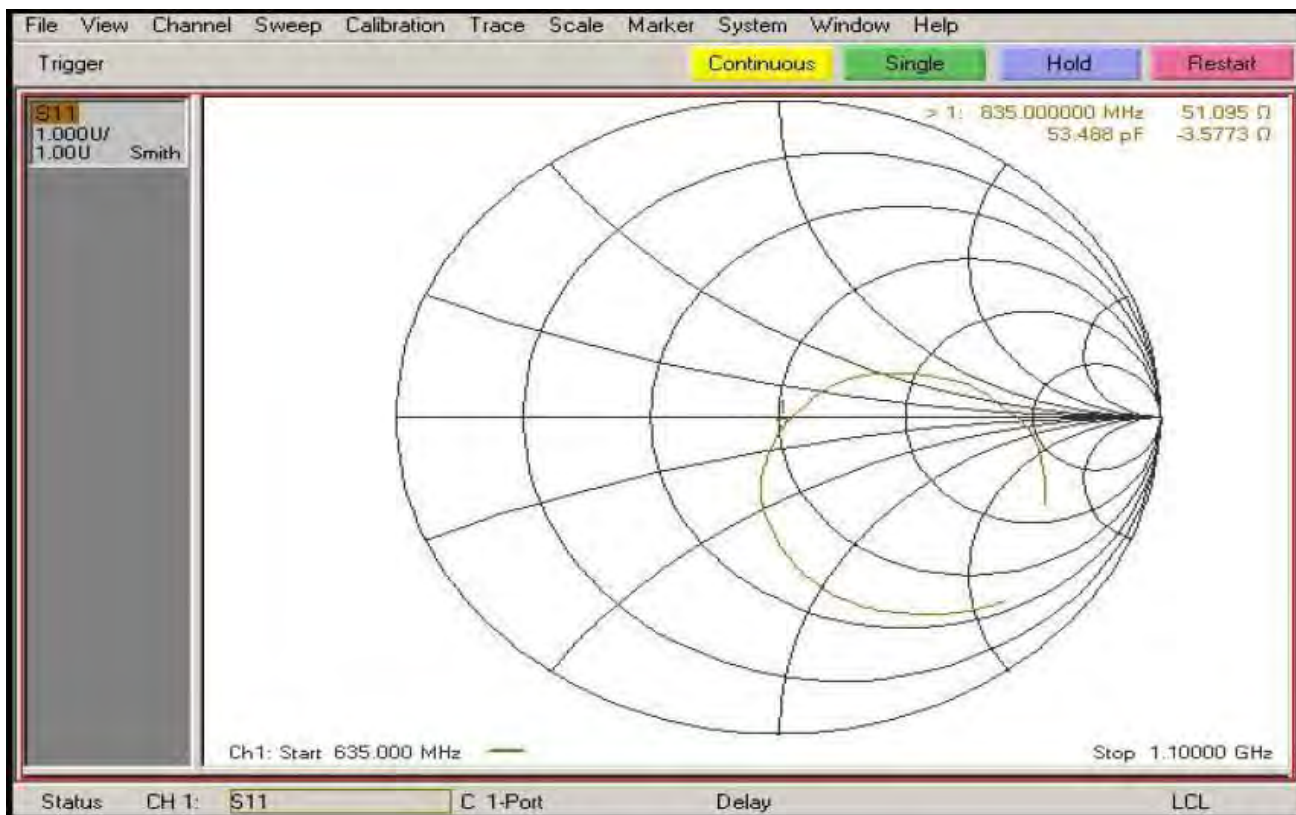 File View Channel Sweep Calibration Trace Scale Marker System Window Help
Trigger Continuous Single Hold Restart
S11
1.000U/
1.00U Smith
> 1: 835.000000 MHz 51.095 Ω
53.488 pF -3.5773 Ω
Ch1: Start 635.000 MHz Stop 1.10000 GHz
Status CH 1: S11 C 1-Port Delay LCL